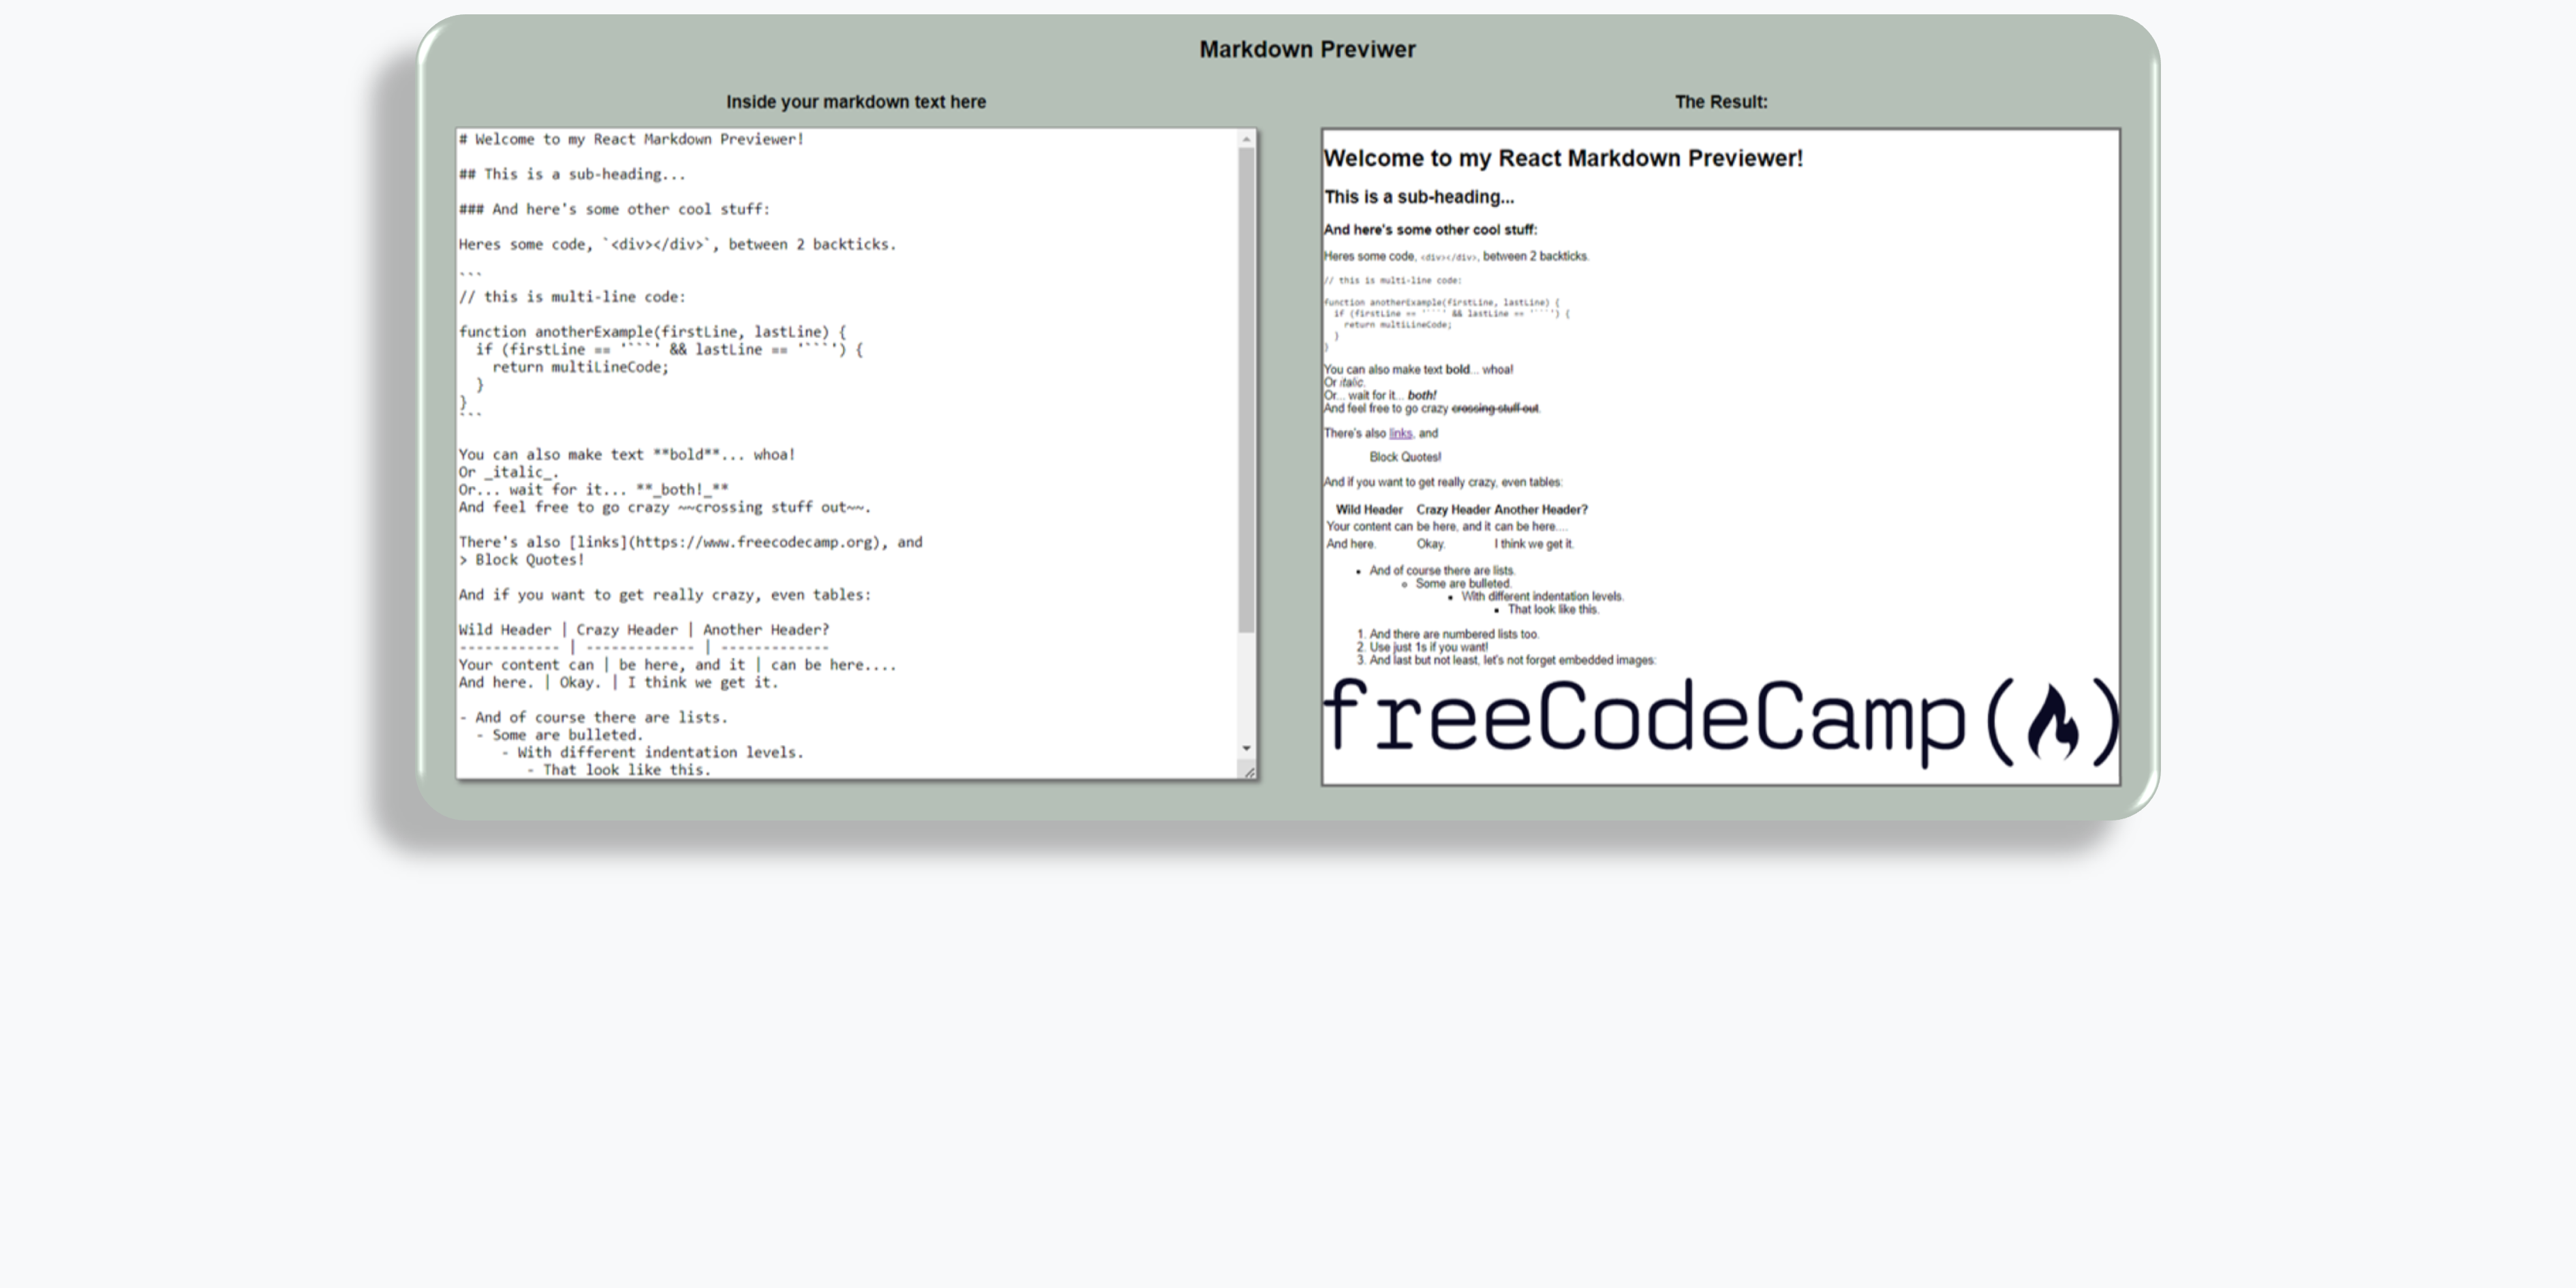 Markdown Previwer
Inside your markdown text here
# Welcome to my React Markdown Previewer!
## This is a sub-heading...
### And here's some other cool stuff:
Heres some code, `<div></div>`, between 2 backticks.
```
// this is multi-line code:
function anotherExample(firstLine, lastLine) {
  if (firstLine == '```' && lastLine == '```') {
    return multiLineCode;
  }
}
```
You can also make text **bold**... whoa!
Or _italic_.
Or... wait for it... **_both!_**
And feel free to go crazy ~~crossing stuff out~~.
There's also [links](https://www.freecodecamp.org), and
> Block Quotes!
And if you want to get really crazy, even tables:
Wild Header | Crazy Header | Another Header?
------------ | ------------- | -------------
Your content can | be here, and it | can be here....
And here. | Okay. | I think we get it.
- And of course there are lists.
  - Some are bulleted.
     - With different indentation levels.
        - That look like this.
The Result:
Welcome to my React Markdown Previewer!
This is a sub-heading...
And here's some other cool stuff:
Heres some code, <div></div>, between 2 backticks.
// this is multi-line code:
function anotherExample(firstLine, lastLine) {
  if (firstLine == '```' && lastLine == '```') {
    return multiLineCode;
  }
}
You can also make text bold... whoa!
Or italic.
Or... wait for it... both!
And feel free to go crazy crossing stuff out.
There's also links, and
Block Quotes!
And if you want to get really crazy, even tables:
Wild Header Crazy Header Another Header?
Your content can be here, and it can be here....
And here. Okay. I think we get it.
• And of course there are lists.
◦ Some are bulleted.
▪ With different indentation levels.
▪ That look like this.
1. And there are numbered lists too.
2. Use just 1s if you want!
3. And last but not least, let's not forget embedded images:
freeCodeCamp()